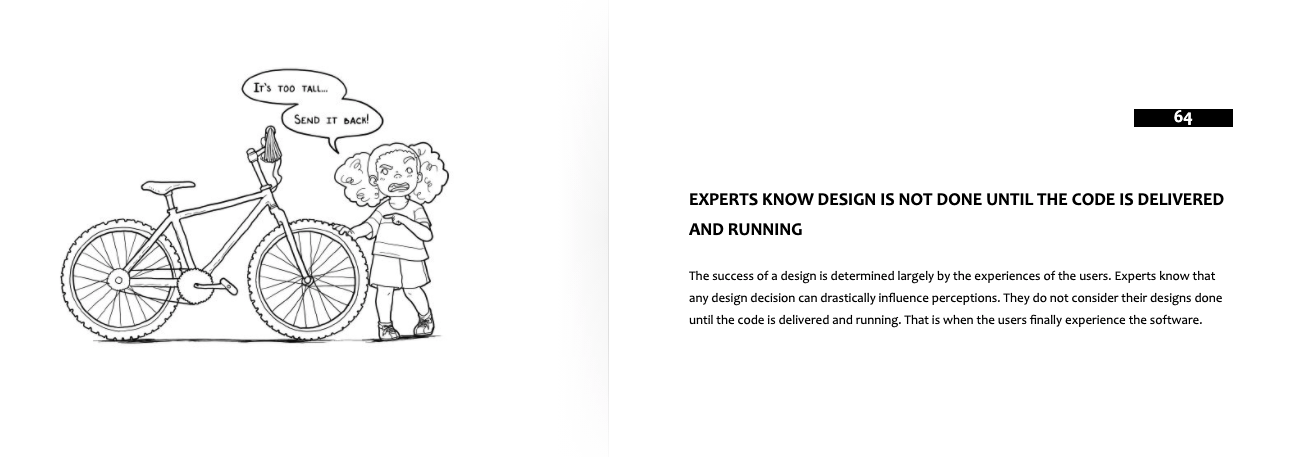 It's too tall...
Send it back!
64
EXPERTS KNOW DESIGN IS NOT DONE UNTIL THE CODE IS DELIVERED
AND RUNNING
The success of a design is determined largely by the experiences of the users. Experts know that
any design decision can drastically influence perceptions. They do not consider their designs done
until the code is delivered and running. That is when the users finally experience the software.